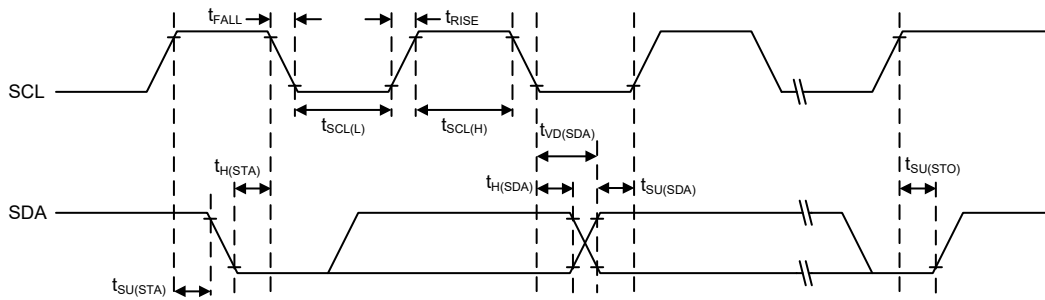 tFALL
tRISE
SCL
tSCL(L)
tSCL(H)
tVD(SDA)
tH(STA)
tH(SDA)
tSU(SDA)
tSU(STO)
SDA
tSU(STA)